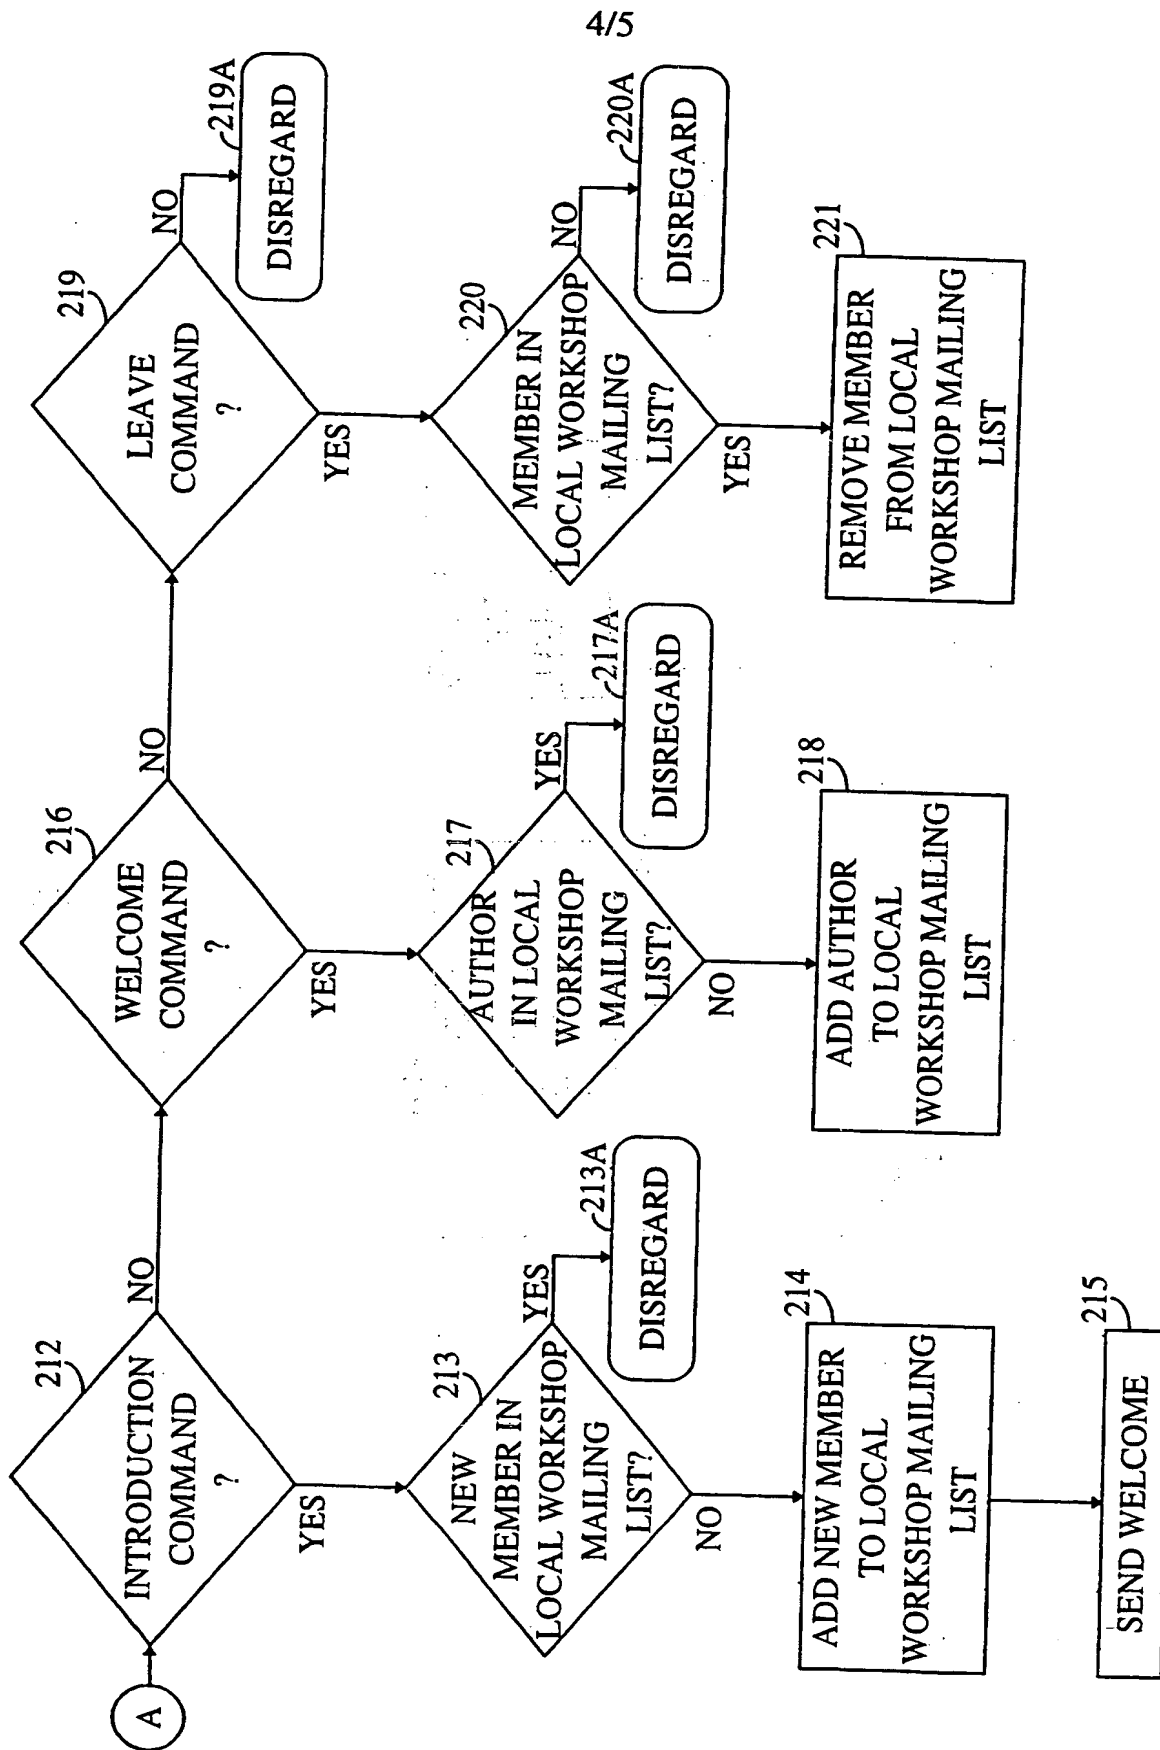 4/5
A
212
INTRODUCTION
COMMAND
?
NO
YES
213
NEW
MEMBER IN
LOCAL WORKSHOP
MAILING
LIST?
YES
213A
DISREGARD
NO
214
ADD NEW MEMBER
TO LOCAL
WORKSHOP MAILING
LIST
215
SEND WELCOME
216
WELCOME
COMMAND
?
NO
YES
217
AUTHOR
IN LOCAL
WORKSHOP
MAILING
LIST?
YES
217A
DISREGARD
NO
218
ADD AUTHOR
TO LOCAL
WORKSHOP MAILING
LIST
219
LEAVE
COMMAND
?
NO
219A
DISREGARD
YES
220
MEMBER IN
LOCAL WORKSHOP
MAILING
LIST?
NO
220A
DISREGARD
YES
221
REMOVE MEMBER
FROM LOCAL
WORKSHOP MAILING
LIST